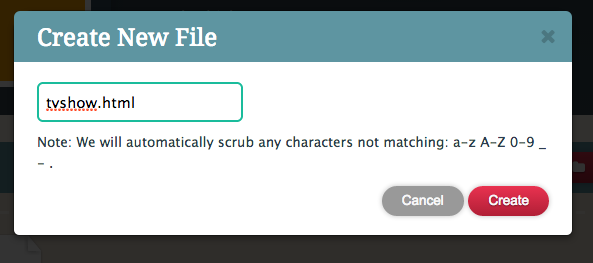 Create New File
tvshow.html
Note: We will automatically scrub any characters not matching: a-z A-Z 0-9 _
- .
Cancel
Create